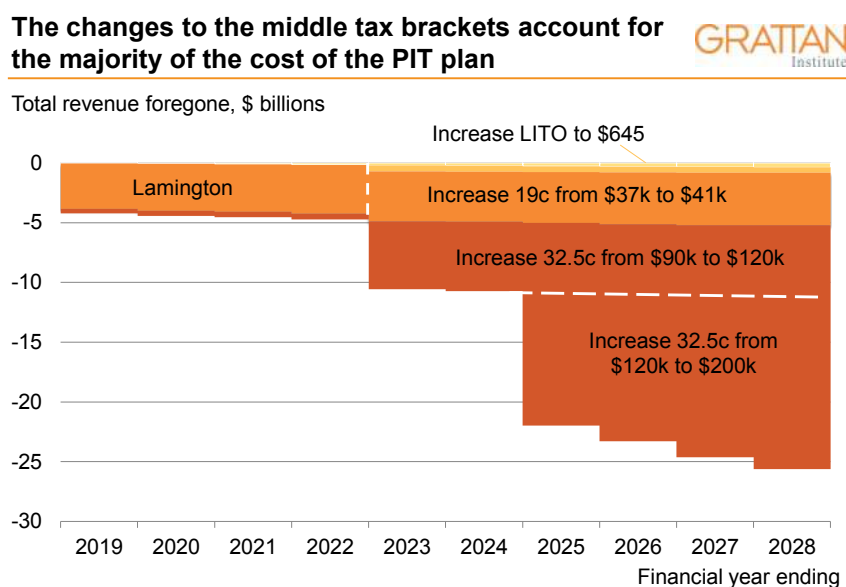 The changes to the middle tax brackets account for
the majority of the cost of the PIT plan
GRATTAN
Institute
Total revenue foregone, $ billions
Increase LITO to $645
0
-5
-10
-15
-20
-25
-30
Lamington
Increase 19c from $37k to $41k
Increase 32.5c from $90k to $120k
Increase 32.5c from
$120k to $200k
2019 2020 2021 2022 2023 2024 2025 2026 2027 2028
Financial year ending